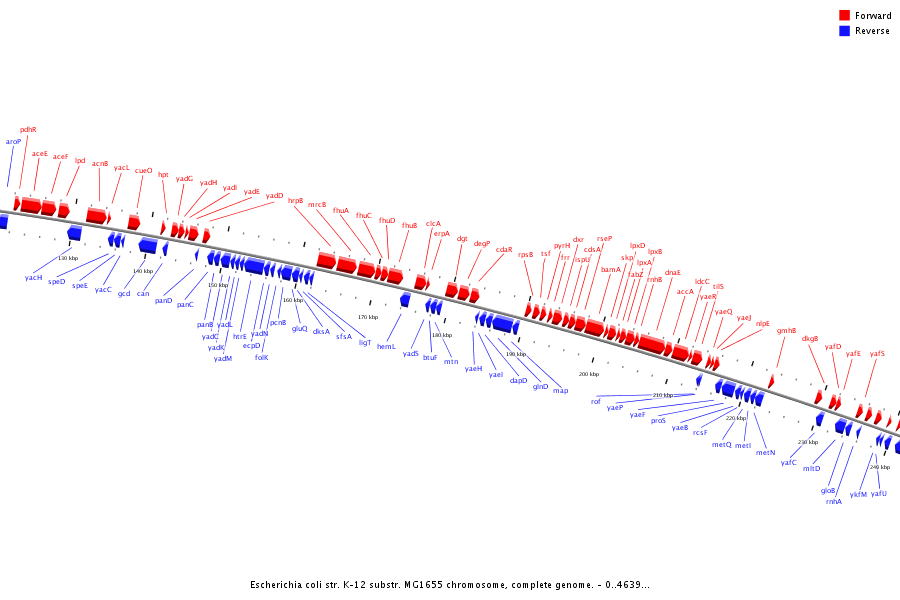 Forward
Reverse
pdhR
aroP
aceE
aceF
lpd
acnB
yacL
cueO
hpt
yadG
yadH
yadI
yadE
yadD
hrpB
mrcB
fhuA
fhuC
fhuD
fhuB
clcA
erpA
dgt
degP
cdaR
rpsB
tsf
pyrH
frr
dxr
ispU
cdsA
rseP
bamA
skp
lpxD
fabZ
lpxA
rnhB
lpxB
dnaE
accA
ldcC
yaeR
tilS
yaeQ
yaeJ
nlpE
gmhB
dkgB
yafD
yafE
yafS
130 kbp
140 kbp
150 kbp
160 kbp
170 kbp
180 kbp
190 kbp
200 kbp
210 kbp
220 kbp
230 kbp
240 kbp
yacH
speD
speE
yacC
gcd
can
panD
panC
panB
yadC
yadK
yadL
yadM
htrE
ecpD
yadN
folK
pcnB
gluQ
dksA
sfsA
ligT
hemL
yadS
btuF
mtn
yaeH
yaeI
dapD
glnD
map
rof
yaeP
yaeF
proS
yaeB
rcsF
metQ
metI
metN
yafC
mltD
gloB
rnhA
ykfM
yafU
Escherichia coli str. K-12 substr. MG1655 chromosome, complete genome. - 0..4639...